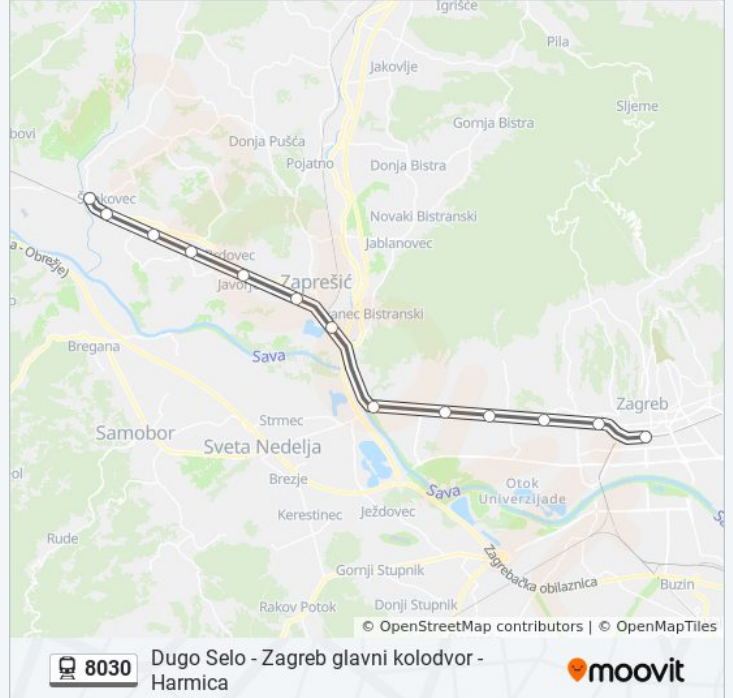 Igrišće
Pila
Jakovlje
Sljeme
Gornja Bistra
Donja Pušća
Pojatno
Donja Bistra
Novaki Bistranski
Jablanovec
a - Obrežje)
Zaprešić
Bregana
Sava
Zagreb
Strmec
Samobor
Sveta Nedelja
Brezje
Otok
Univerzijade
Sava
Kerestinec
Ježdovec
Rude
Zagrebačka obilaznica
Gornji Stupnik
Buzin
Rakov Potok
Donji Stupnik
© OpenStreetMap contributors | © OpenMapTiles
8030
Dugo Selo - Zagreb glavni kolodvor -
Harmica
moovit